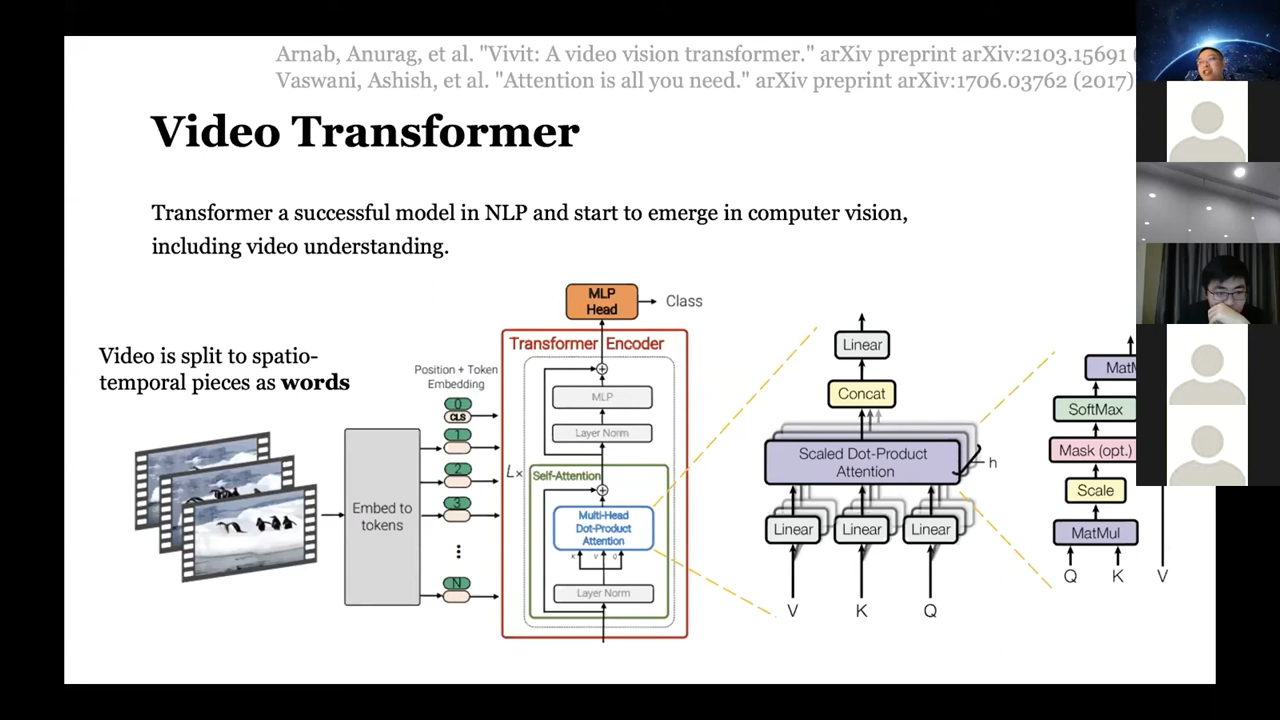 Arnab, Anurag, et al. "Vivit: A video vision transformer." arXiv preprint arXiv:2103.15691 (
Vaswani, Ashish, et al. "Attention is all you need." arXiv preprint arXiv:1706.03762 (2017)
Video Transformer
Transformer a successful model in NLP and start to emerge in computer vision,
including video understanding.
Video is split to spatio-
temporal pieces as words
Embed to
tokens
Position + Token
Embedding
0
CLS
1
2
3
N
MLP
Head
Class
Transformer Encoder
MLP
Layer Norm
L×
Self-Attention
Multi-Head
Dot-Product
Attention
K V Q
Layer Norm
Linear
Concat
Scaled Dot-Product
Attention
h
Linear
Linear
Linear
V
K
Q
MatM
SoftMax
Mask (opt.)
Scale
MatMul
Q
K
V